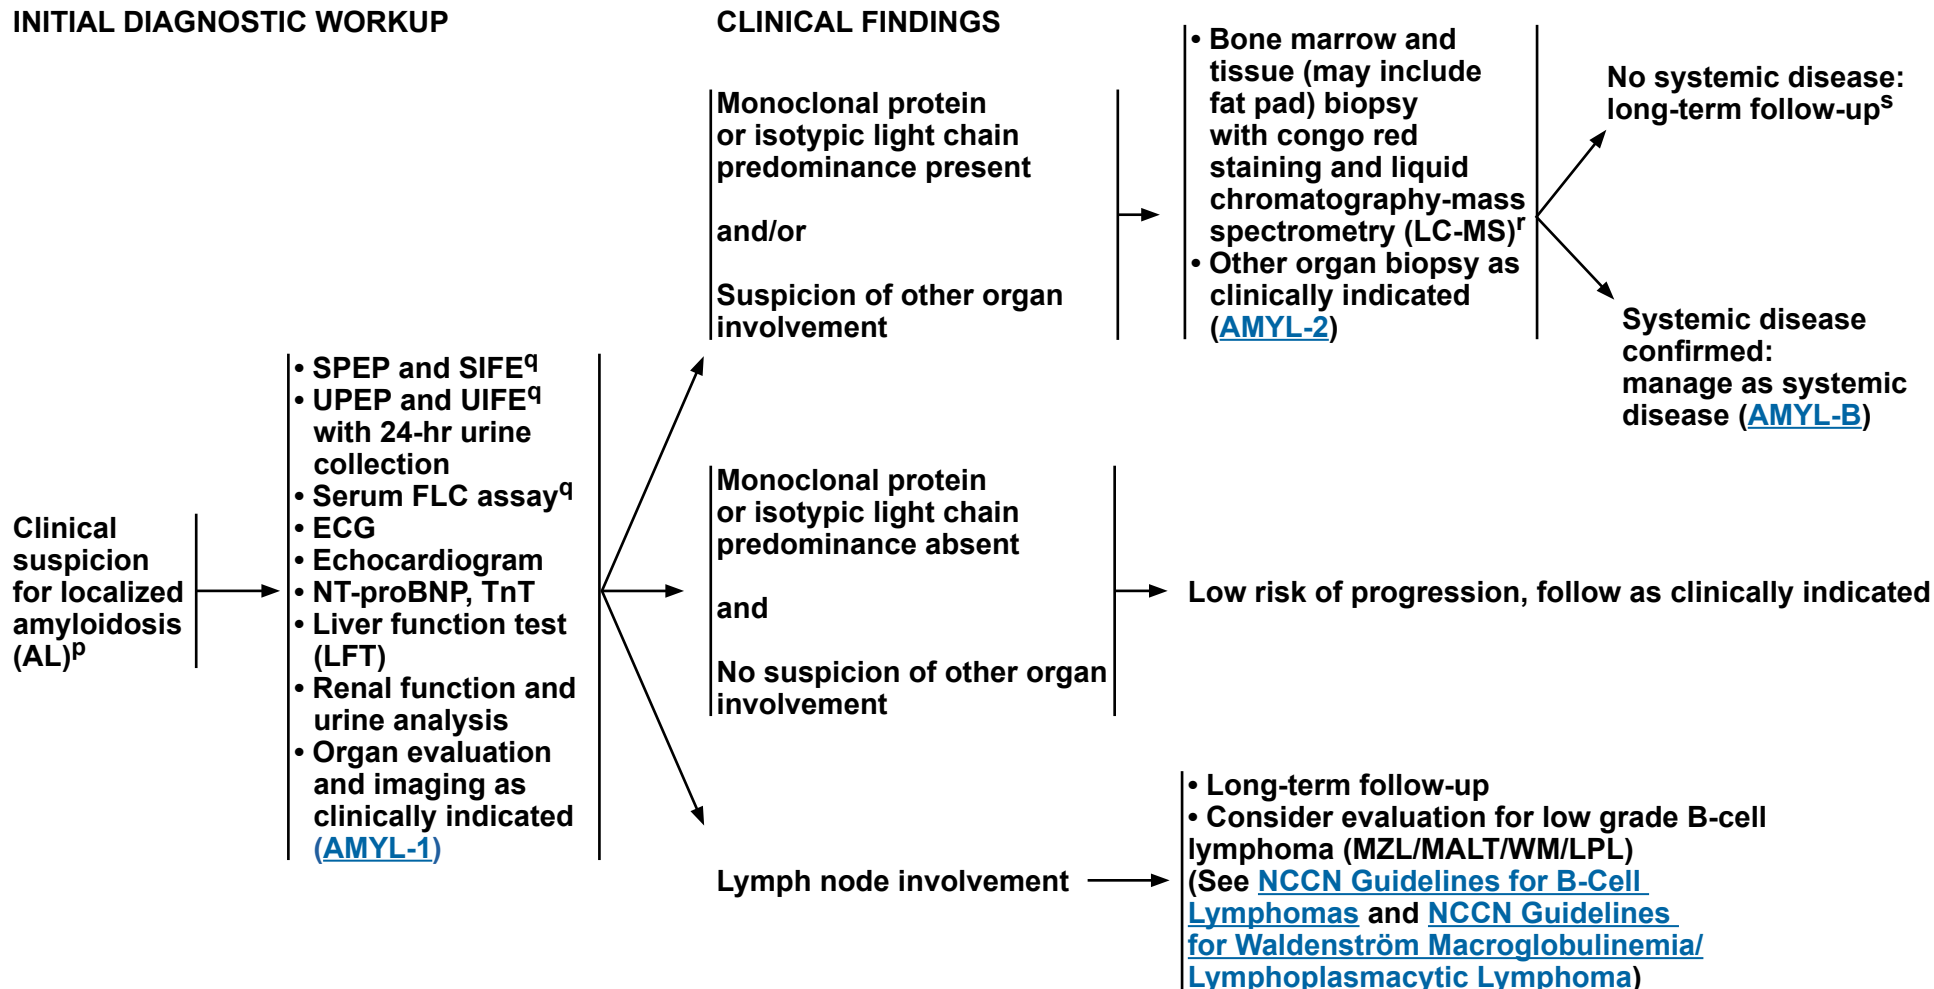 INITIAL DIAGNOSTIC WORKUP
CLINICAL FINDINGS
Clinical
suspicion
for localized
amyloidosis
(AL)p
• SPEP and SIFEq
• UPEP and UIFEq
with 24-hr urine
collection
• Serum FLC assayq
• ECG
• Echocardiogram
• NT-proBNP, TnT
• Liver function test
(LFT)
• Renal function and
urine analysis
• Organ evaluation
and imaging as
clinically indicated
(AMYL-1)
Monoclonal protein
or isotypic light chain
predominance present
and/or
Suspicion of other organ
involvement
• Bone marrow and
tissue (may include
fat pad) biopsy
with congo red
staining and liquid
chromatography-mass
spectrometry (LC-MS)r
• Other organ biopsy as
clinically indicated
(AMYL-2)
No systemic disease:
long-term follow-ups
Systemic disease
confirmed:
manage as systemic
disease (AMYL-B)
Monoclonal protein
or isotypic light chain
predominance absent
and
No suspicion of other organ
involvement
Low risk of progression, follow as clinically indicated
Lymph node involvement
• Long-term follow-up
• Consider evaluation for low grade B-cell
lymphoma (MZL/MALT/WM/LPL)
(See NCCN Guidelines for B-Cell
Lymphomas and NCCN Guidelines
for Waldenström Macroglobulinemia/
Lymphoplasmacytic Lymphoma)